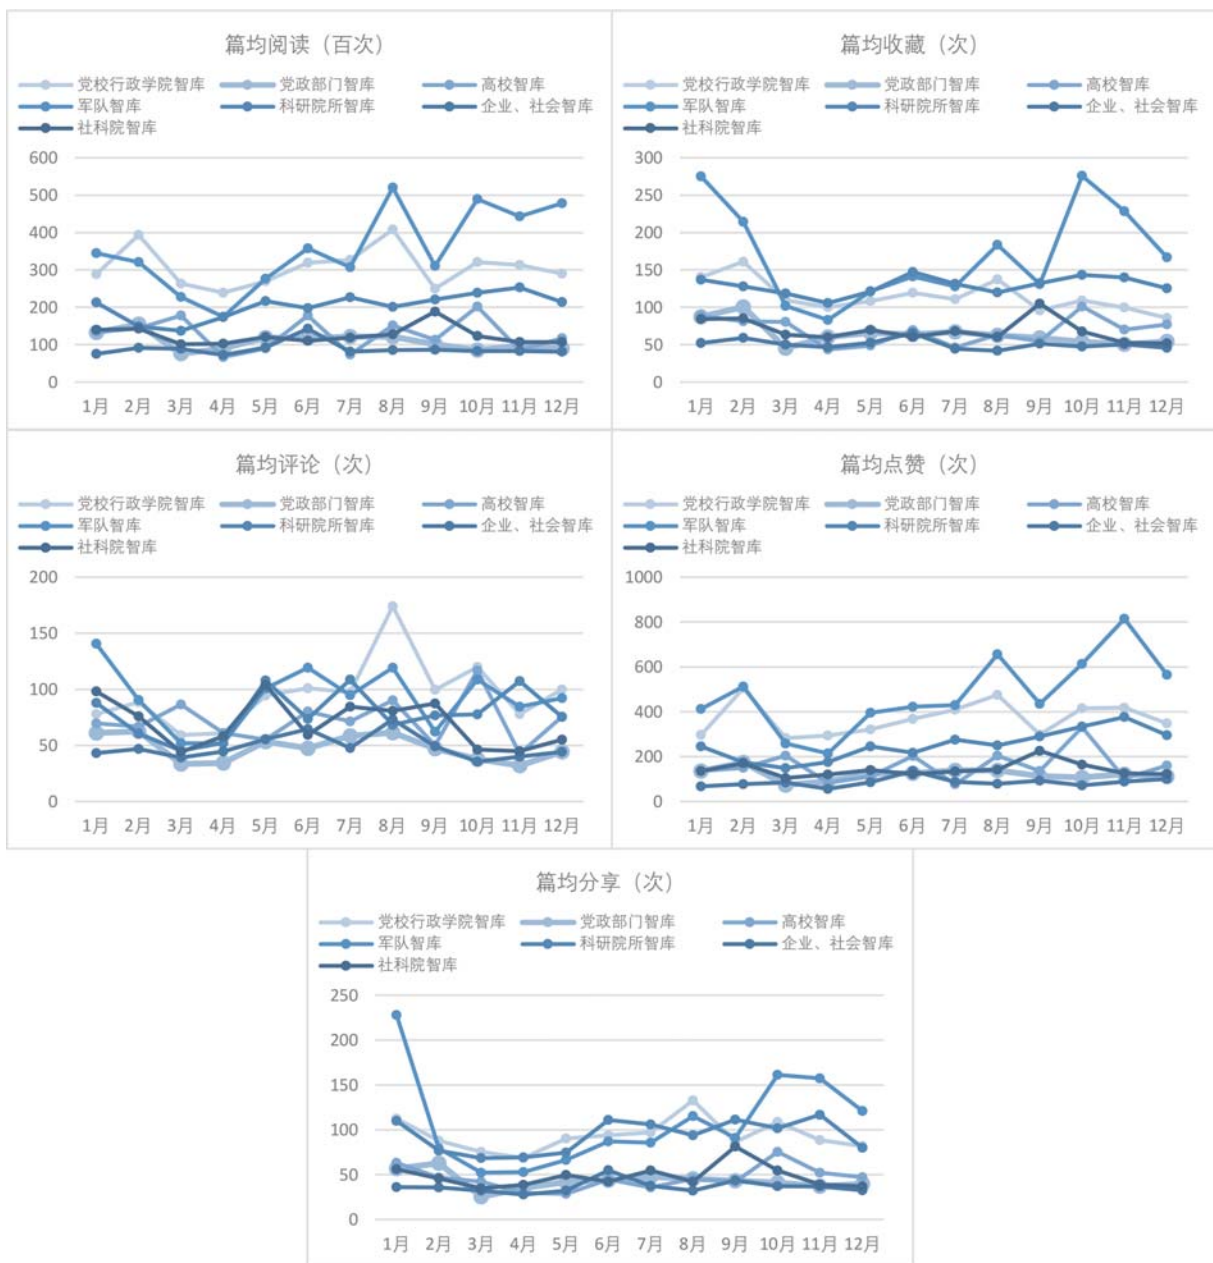 篇均阅读（百次）
党校行政学院智库 党政部门智库 高校智库
军队智库 科研院所智库 企业、社会智库
社科院智库
600
500
400
300
200
100
0
1月 2月 3月 4月 5月 6月 7月 8月 9月 10月 11月 12月
篇均收藏（次）
党校行政学院智库 党政部门智库 高校智库
军队智库 科研院所智库 企业、社会智库
社科院智库
300
250
200
150
100
50
0
1月 2月 3月 4月 5月 6月 7月 8月 9月 10月 11月 12月
篇均评论（次）
党校行政学院智库 党政部门智库 高校智库
军队智库 科研院所智库 企业、社会智库
社科院智库
200
150
100
50
0
1月 2月 3月 4月 5月 6月 7月 8月 9月 10月 11月 12月
篇均点赞（次）
党校行政学院智库 党政部门智库 高校智库
军队智库 科研院所智库 企业、社会智库
社科院智库
1000
800
600
400
200
0
1月 2月 3月 4月 5月 6月 7月 8月 9月 10月 11月 12月
篇均分享（次）
党校行政学院智库 党政部门智库 高校智库
军队智库 科研院所智库 企业、社会智库
社科院智库
250
200
150
100
50
0
1月 2月 3月 4月 5月 6月 7月 8月 9月 10月 11月 12月